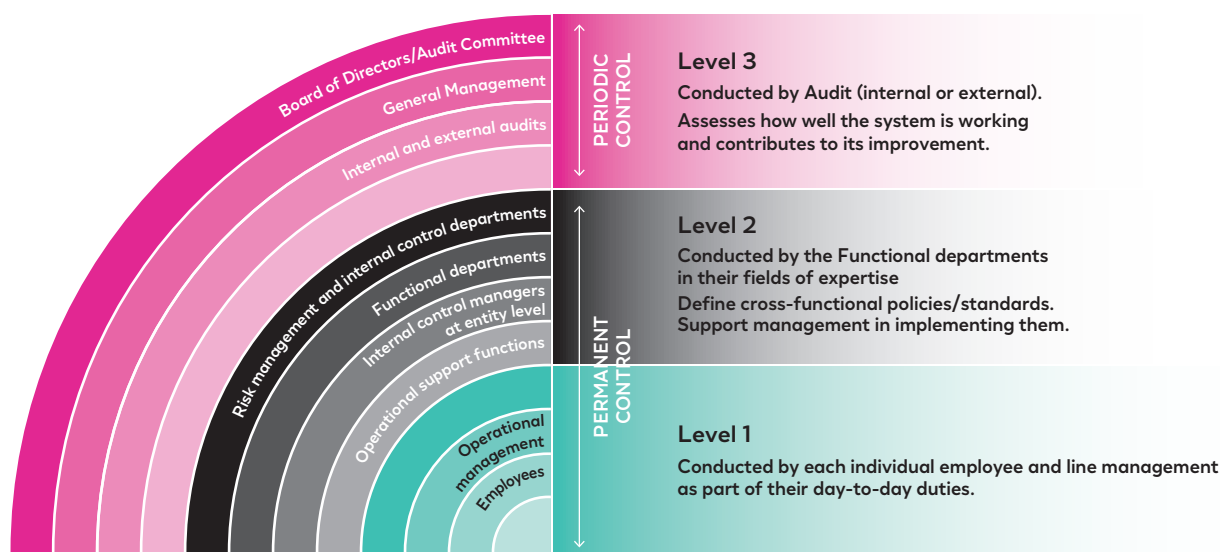 Board of Directors/Audit Committee
General Management
Internal and external audits
Risk management and internal control departments
Functional departments
Internal control managers
at entity level
Operational support functions
Operational
management
Employees
PERIODIC
CONTROL
Level 3
Conducted by Audit (internal or external).
Assesses how well the system is working
and contributes to its improvement.
PERMANENT
CONTROL
Level 2
Conducted by the Functional departments
in their fields of expertise
Define cross-functional policies/standards.
Support management in implementing them.
Level 1
Conducted by each individual employee and line management
as part of their day-to-day duties.